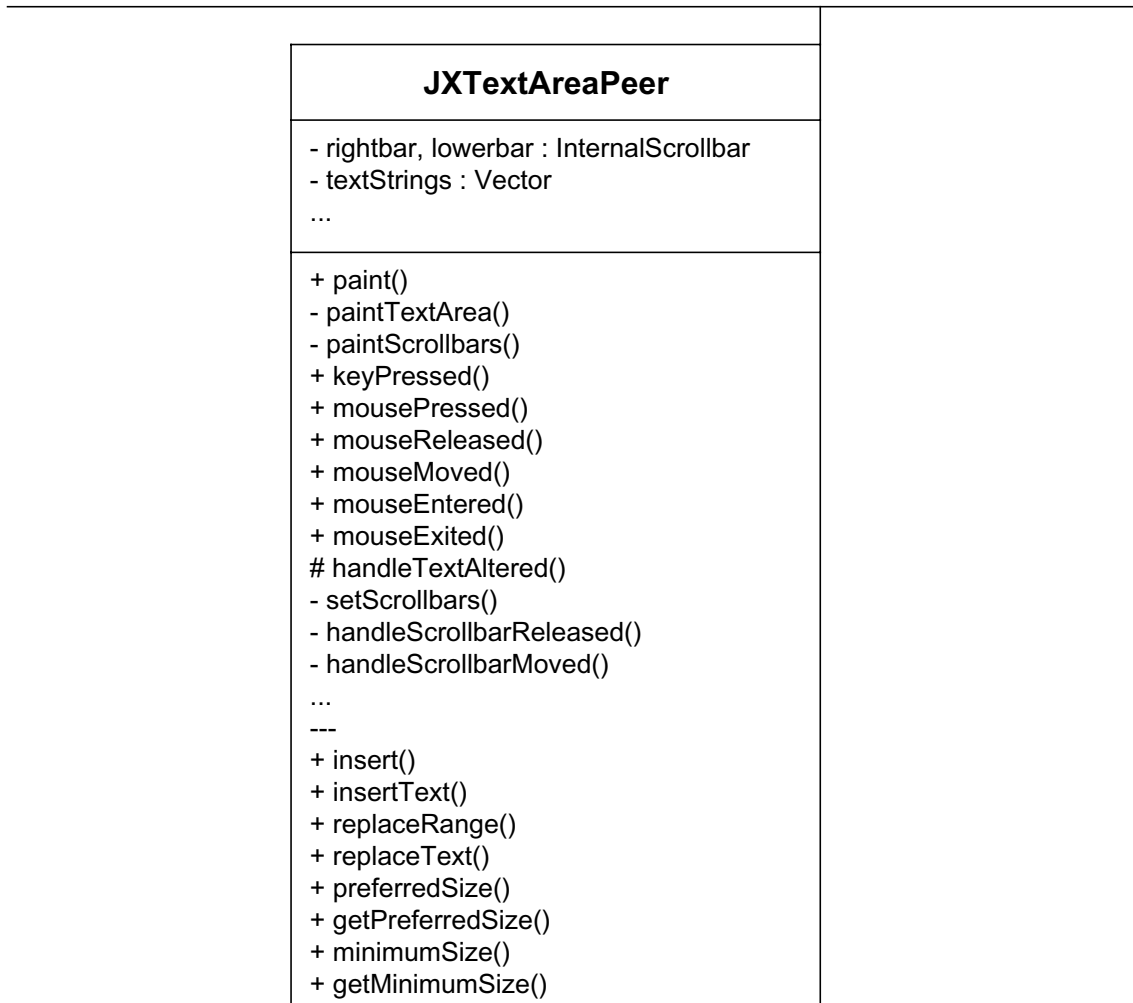 JXTextAreaPeer
- rightbar, lowerbar : InternalScrollbar
- textStrings : Vector
...
+ paint()
- paintTextArea()
- paintScrollbars()
+ keyPressed()
+ mousePressed()
+ mouseReleased()
+ mouseMoved()
+ mouseEntered()
+ mouseExited()
# handleTextAltered()
- setScrollbars()
- handleScrollbarReleased()
- handleScrollbarMoved()
...
---
+ insert()
+ insertText()
+ replaceRange()
+ replaceText()
+ preferredSize()
+ getPreferredSize()
+ minimumSize()
+ getMinimumSize()